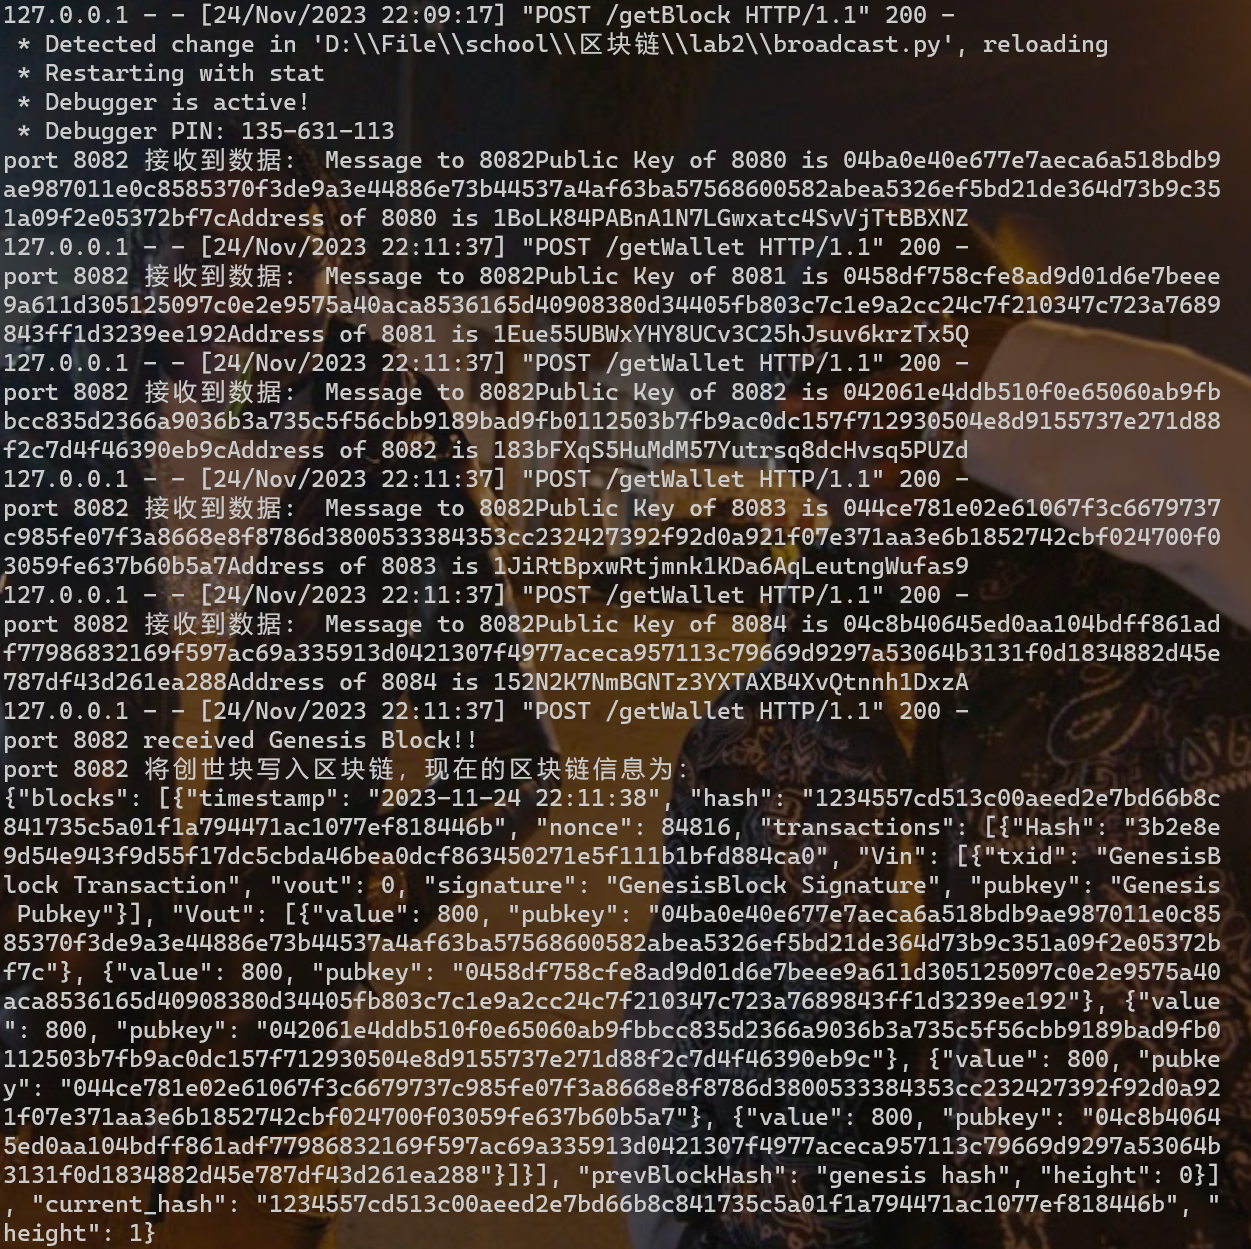 127.0.0.1 - - [24/Nov/2023 22:09:17] "POST /getBlock HTTP/1.1" 200 -
 * Detected change in 'D:\\File\\school\\区块链\\lab2\\broadcast.py', reloading
 * Restarting with stat
 * Debugger is active!
 * Debugger PIN: 135-631-113
port 8082 接收到数据:  Message to 8082Public Key of 8080 is 04ba0e40e677e7aeca6a518bdb9
ae987011e0c8585370f3de9a3e44886e73b44537a4af63ba57568600582abea5326ef5bd21de364d73b9c35
1a09f2e05372bf7cAddress of 8080 is 1BoLK84PABnA1N7LGwxatc4SvVjTtBBXNZ
127.0.0.1 - - [24/Nov/2023 22:11:37] "POST /getWallet HTTP/1.1" 200 -
port 8082 接收到数据:  Message to 8082Public Key of 8081 is 0458df758cfe8ad9d01d6e7beee
9a611d305125097c0e2e9575a40aca8536165d40908380d34405fb803c7c1e9a2cc24c7f210347c723a7689
843ff1d3239ee192Address of 8081 is 1Eue55UBWxYHY8UCv3C25hJsuv6krzTx5Q
127.0.0.1 - - [24/Nov/2023 22:11:37] "POST /getWallet HTTP/1.1" 200 -
port 8082 接收到数据:  Message to 8082Public Key of 8082 is 042061e4ddb510f0e65060ab9fb
bcc835d2366a9036b3a735c5f56cbb9189bad9fb0112503b7fb9ac0dc157f712930504e8d9155737e271d88
f2c7d4f46390eb9cAddress of 8082 is 183bFXqS5HuMdM57Yutrsq8dcHvsq5PUZd
127.0.0.1 - - [24/Nov/2023 22:11:37] "POST /getWallet HTTP/1.1" 200 -
port 8082 接收到数据:  Message to 8082Public Key of 8083 is 044ce781e02e61067f3c6679737
c985fe07f3a8668e8f8786d3800533384353cc232427392f92d0a921f07e371aa3e6b1852742cbf024700f0
3059fe637b60b5a7Address of 8083 is 1JiRtBpxwRtjmnk1KDa6AqLeutngWufas9
127.0.0.1 - - [24/Nov/2023 22:11:37] "POST /getWallet HTTP/1.1" 200 -
port 8082 接收到数据:  Message to 8082Public Key of 8084 is 04c8b40645ed0aa104bdff861ad
f77986832169f597ac69a335913d0421307f4977aceca957113c79669d9297a53064b3131f0d1834882d45e
787df43d261ea288Address of 8084 is 152N2K7NmBGNTz3YXTAXB4XvQtnnh1DxzA
127.0.0.1 - - [24/Nov/2023 22:11:37] "POST /getWallet HTTP/1.1" 200 -
port 8082 received Genesis Block!!
port 8082 将创世块写入区块链，现在的区块链信息为:
{"blocks": [{"timestamp": "2023-11-24 22:11:38", "hash": "1234557cd513c00aeed2e7bd66b8c
841735c5a01f1a794471ac1077ef818446b", "nonce": 84816, "transactions": [{"Hash": "3b2e8e
9d54e943f9d55f17dc5cbda46bea0dcf863450271e5f111b1bfd884ca0", "Vin": [{"txid": "GenesisB
lock Transaction", "vout": 0, "signature": "GenesisBlock Signature", "pubkey": "Genesis
 Pubkey"}], "Vout": [{"value": 800, "pubkey": "04ba0e40e677e7aeca6a518bdb9ae987011e0c85
85370f3de9a3e44886e73b44537a4af63ba57568600582abea5326ef5bd21de364d73b9c351a09f2e05372b
f7c"}, {"value": 800, "pubkey": "0458df758cfe8ad9d01d6e7beee9a611d305125097c0e2e9575a40
aca8536165d40908380d34405fb803c7c1e9a2cc24c7f210347c723a7689843ff1d3239ee192"}, {"value
": 800, "pubkey": "042061e4ddb510f0e65060ab9fbbcc835d2366a9036b3a735c5f56cbb9189bad9fb0
112503b7fb9ac0dc157f712930504e8d9155737e271d88f2c7d4f46390eb9c"}, {"value": 800, "pubke
y": "044ce781e02e61067f3c6679737c985fe07f3a8668e8f8786d3800533384353cc232427392f92d0a92
1f07e371aa3e6b1852742cbf024700f03059fe637b60b5a7"}, {"value": 800, "pubkey": "04c8b4064
5ed0aa104bdff861adf77986832169f597ac69a335913d0421307f4977aceca957113c79669d9297a53064b
3131f0d1834882d45e787df43d261ea288"}]}], "prevBlockHash": "genesis hash", "height": 0}]
, "current_hash": "1234557cd513c00aeed2e7bd66b8c841735c5a01f1a794471ac1077ef818446b", "
height": 1}